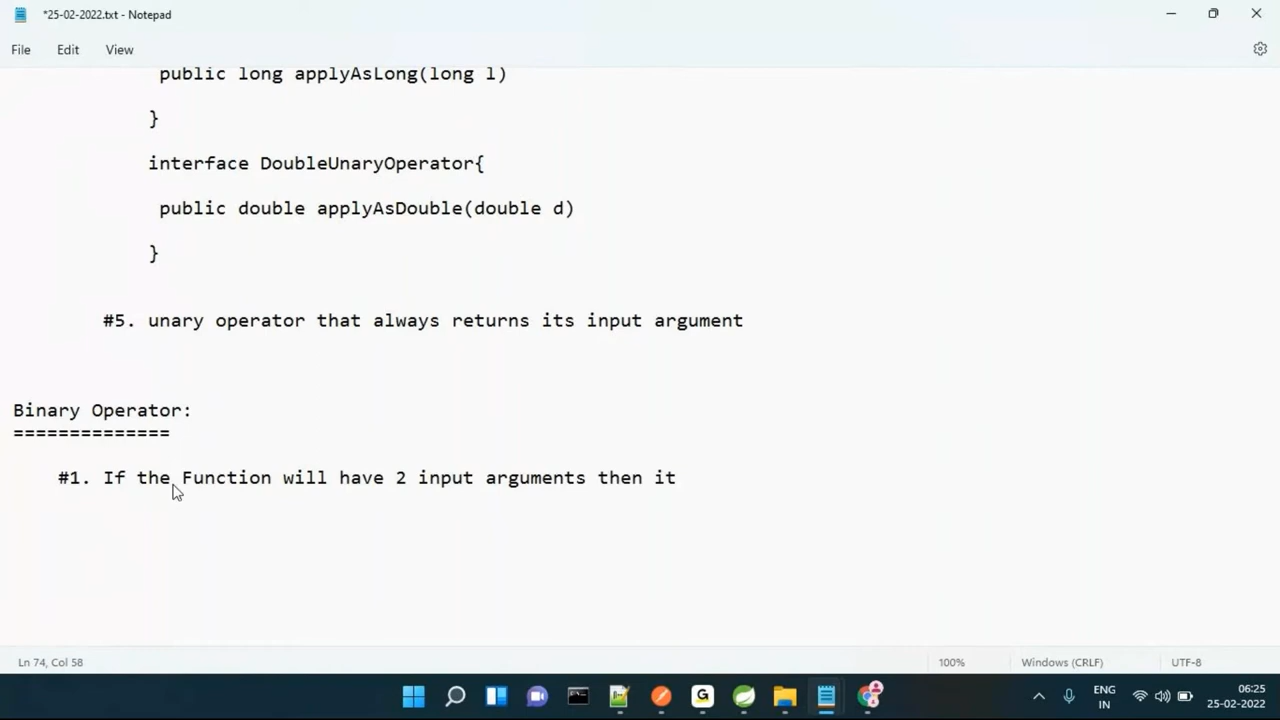 *25-02-2022.txt - Notepad
File Edit View
public long applyAsLong(long l)
}
interface DoubleUnaryOperator{
public double applyAsDouble(double d)
}
#5. unary operator that always returns its input argument
Binary Operator:
==============
#1. If the Function will have 2 input arguments then it
Ln 74, Col 58 100% Windows (CRLF) UTF-8
ENG 06:25
IN 25-02-2022